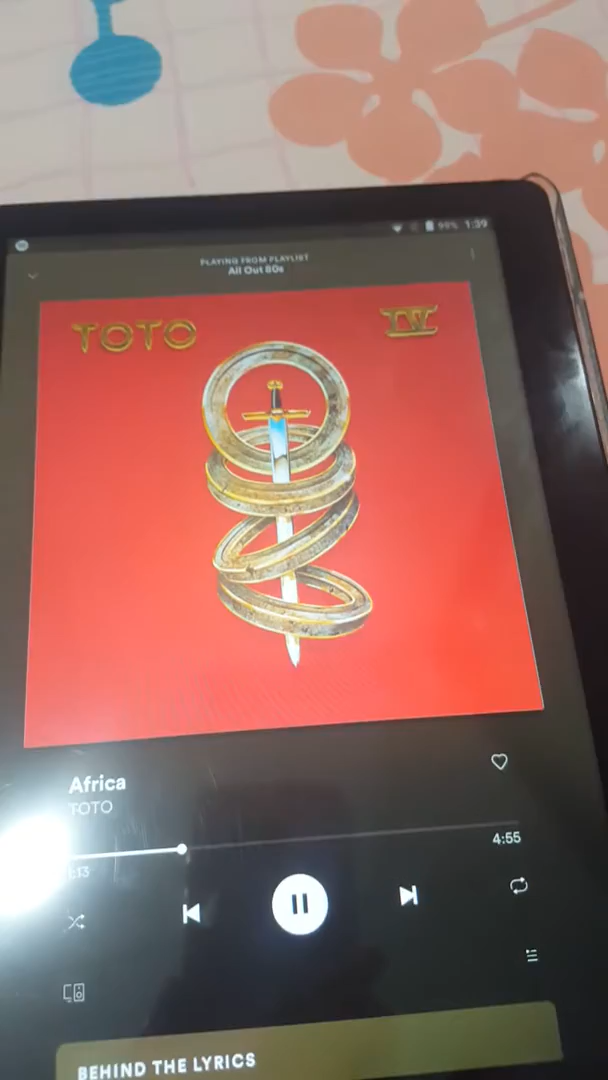 99% 1:39
PLAYING FROM PLAYLIST
All Out 80s
TOTO IV
Africa
TOTO
4:55
BEHIND THE LYRICS